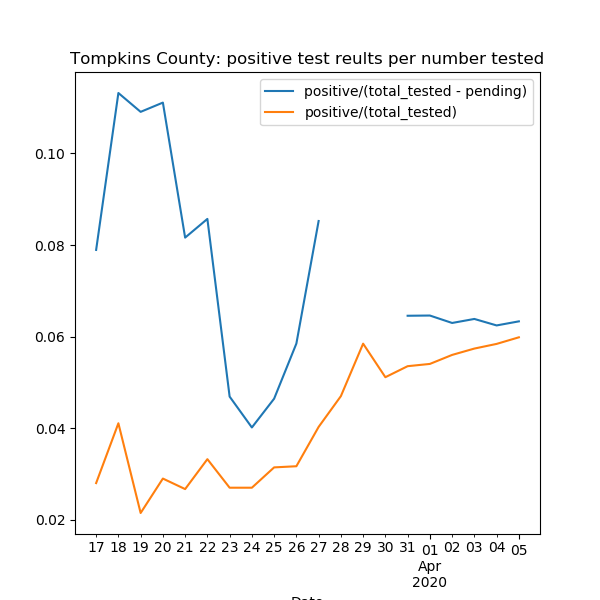 Tompkins County: positive test reults per number tested
positive/(total_tested - pending)
positive/(total_tested)
0.10
0.08
0.06
0.04
0.02
17 18 19 20 21 22 23 24 25 26 27 28 29 30 31 01 02 03 04 05
Apr
2020
Date